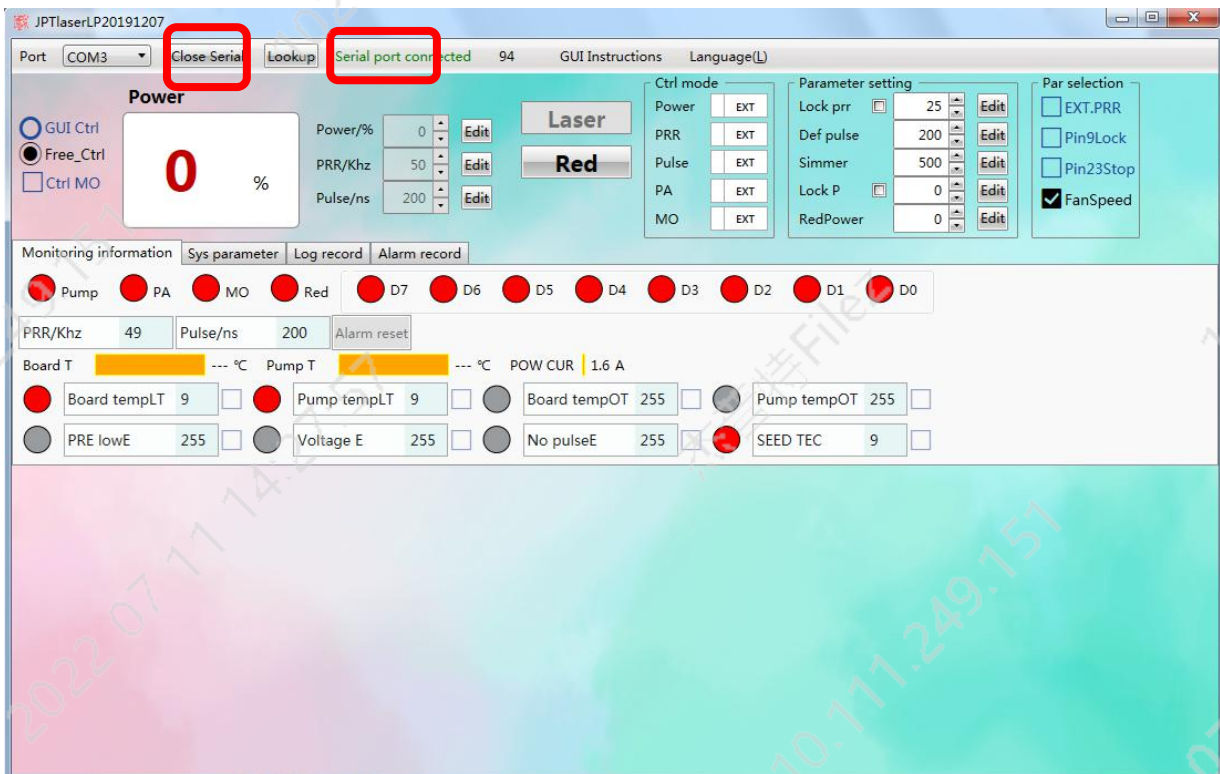 JPTlaserLP20191207
Port COM3 Close Serial Lookup Serial port connected 94 GUI Instructions Language(L)
Power
GUI Ctrl
Free_Ctrl
Ctrl MO
0 %
Power/% 0 Edit
PRR/Khz 50 Edit
Pulse/ns 200 Edit
Laser
Red
Ctrl mode
Power EXT
PRR EXT
Pulse EXT
PA EXT
MO EXT
Parameter setting
Lock prr 25 Edit
Def pulse 200 Edit
Simmer 500 Edit
Lock P 0 Edit
RedPower 0 Edit
Par selection
EXT.PRR
Pin9Lock
Pin23Stop
FanSpeed
Monitoring information Sys parameter Log record Alarm record
Pump PA MO Red D7 D6 D5 D4 D3 D2 D1 D0
PRR/Khz 49 Pulse/ns 200 Alarm reset
Board T --- ℃ Pump T --- ℃ POW CUR 1.6 A
Board tempLT 9 Pump tempLT 9 Board tempOT 255 Pump tempOT 255
PRE lowE 255 Voltage E 255 No pulseE 255 SEED TEC 9
2022 07 11 14:27:57
10.111.249.151